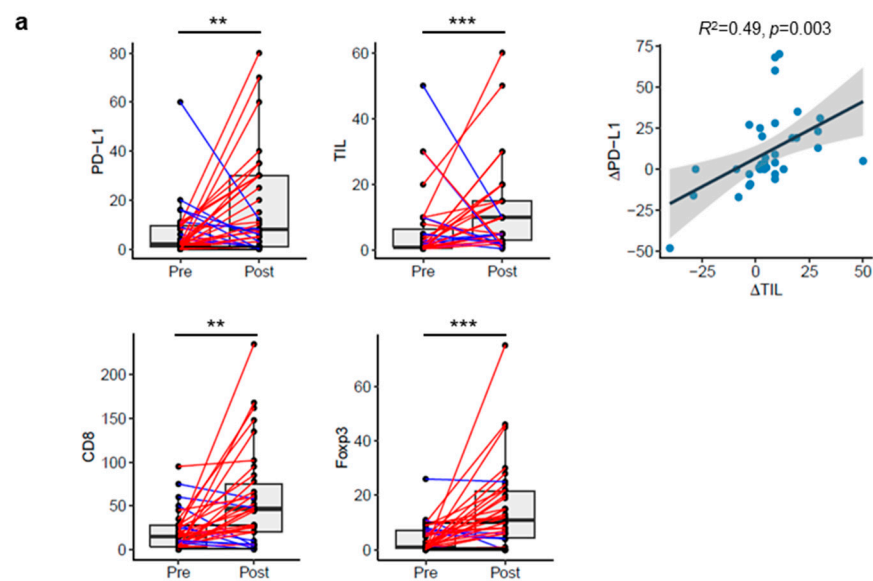 a
**
PD-L1
80
60
40
20
0
Pre
Post
***
TIL
60
40
20
0
Pre
Post
R²=0.49, p=0.003
ΔPD-L1
75
50
25
0
−25
−50
−25
0
25
50
ΔTIL
**
CD8
200
150
100
50
0
Pre
Post
***
Foxp3
60
40
20
0
Pre
Post